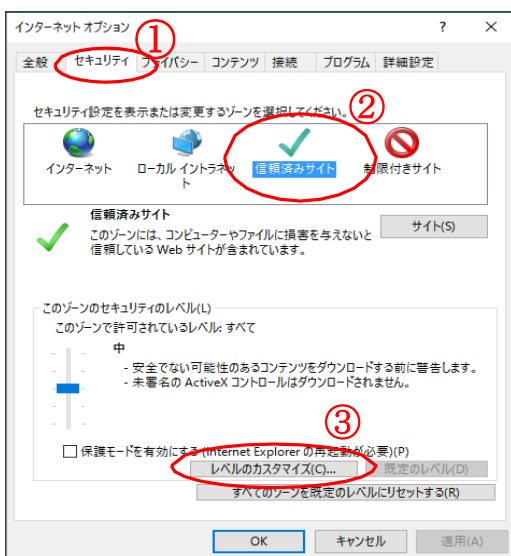 インターネット オプション ? ×
①
全般 セキュリティ プライバシー コンテンツ 接続 プログラム 詳細設定
セキュリティ設定を表示または変更するゾーンを選択してください。
②
インターネット ローカル イントラネット 信頼済みサイト 制限付きサイト
信頼済みサイト
このゾーンには、コンピューターやファイルに損害を与えないと
信頼している Web サイトが含まれています。
サイト(S)
このゾーンのセキュリティのレベル(L)
このゾーンで許可されているレベル: すべて
中
- 安全でない可能性のあるコンテンツをダウンロードする前に警告します。
- 未署名の ActiveX コントロールはダウンロードされません。
③
保護モードを有効にする (Internet Explorer の再起動が必要)(P)
レベルのカスタマイズ(C)... 既定のレベル(D)
すべてのゾーンを既定のレベルにリセットする(R)
OK キャンセル 適用(A)